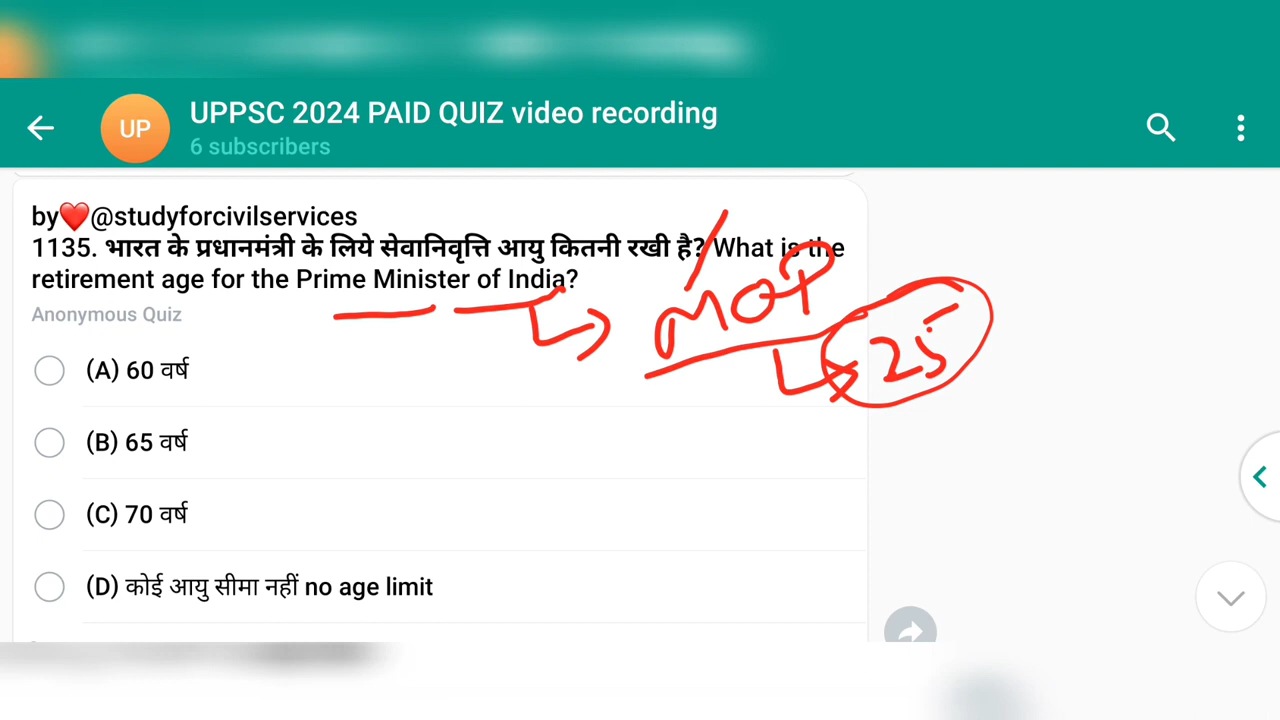 UP
UPPSC 2024 PAID QUIZ video recording
6 subscribers
by❤️@studyforcivilservices
1135. भारत के प्रधानमंत्री के लिये सेवानिवृत्ति आयु कितनी रखी है? What is the
retirement age for the Prime Minister of India?
Anonymous Quiz
MOP
25
(A) 60 वर्ष
(B) 65 वर्ष
(C) 70 वर्ष
(D) कोई आयु सीमा नहीं no age limit